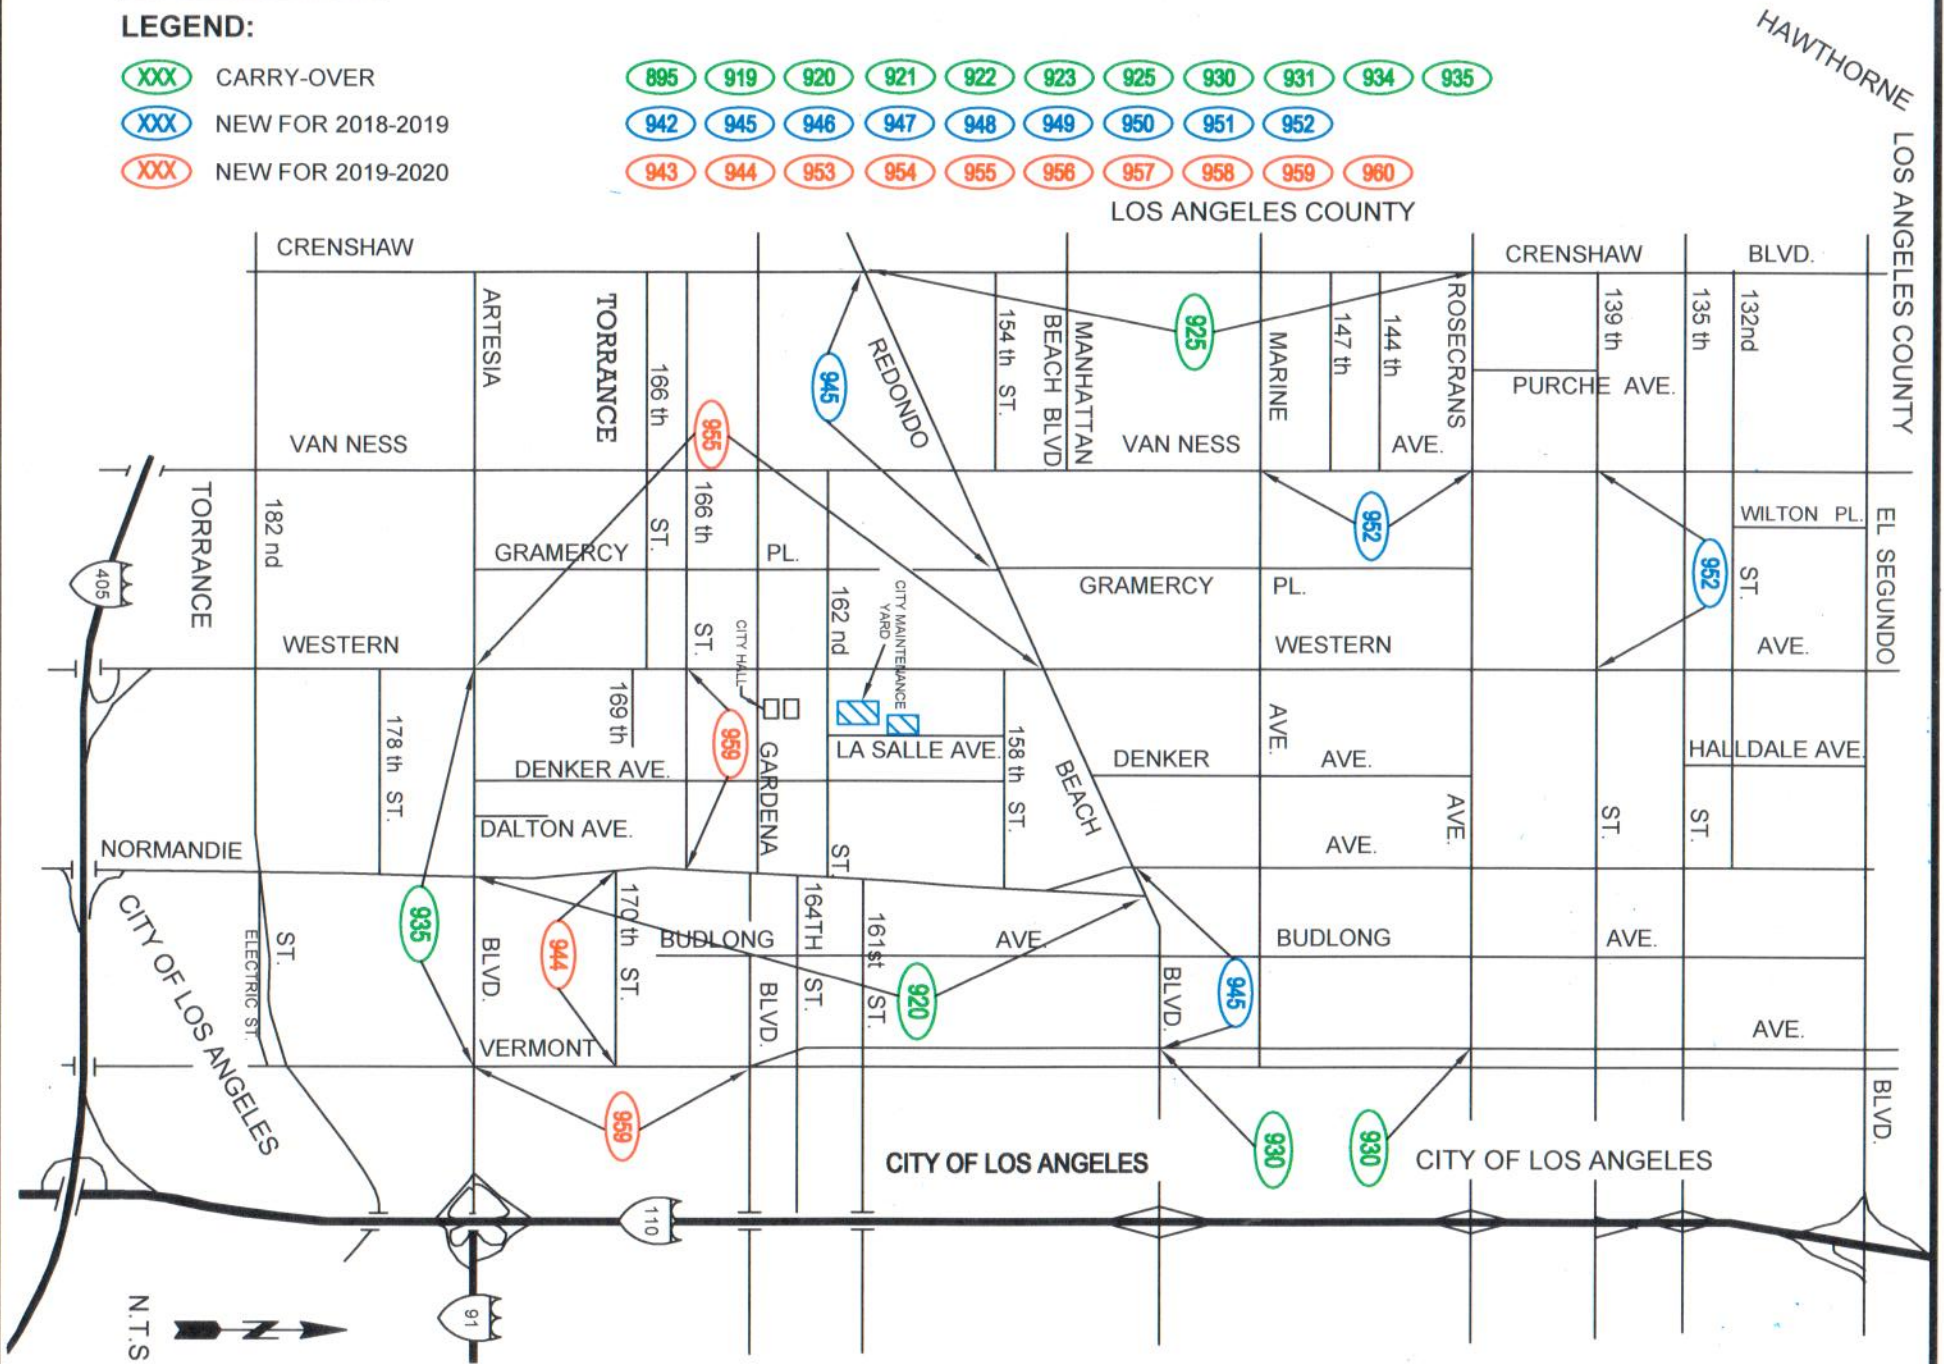 LEGEND:
XXX CARRY-OVER 895 919 920 921 922 923 925 930 931 934 935
XXX NEW FOR 2018-2019 942 945 946 947 948 949 950 951 952
XXX NEW FOR 2019-2020 943 944 953 954 955 956 957 958 959 960
HAWTHORNE
LOS ANGELES COUNTY
LOS ANGELES COUNTY
CRENSHAW
CRENSHAW
BLVD.
ARTESIA
TORRANCE
166 th
945
REDONDO
154 th ST.
MANHATTAN
BEACH BLVD
925
MARINE
147 th
144 th
ROSECRANS
139 th
135 th
132nd
PURCHE AVE.
955
VAN NESS
VAN NESS
AVE.
TORRANCE
182 nd
166 th
ST.
952
WILTON PL.
EL SEGUNDO
GRAMERCY
PL.
405
GRAMERCY
PL.
952
ST.
162 nd
CITY MAINTENANCE
YARD
CITY HALL
ST.
WESTERN
WESTERN
AVE.
178 th ST.
169 th
959
GARDENA
LA SALLE AVE.
158 th ST.
BEACH
DENKER
AVE.
AVE.
HALLDALE AVE.
DENKER AVE.
DALTON AVE.
AVE.
AVE.
ST.
ST.
NORMANDIE
ST.
935
944
170 th ST.
164TH ST.
161st ST.
BUDLONG
AVE.
BUDLONG
AVE.
CITY OF LOS ANGELES
ELECTRIC ST.
ST.
BLVD.
BLVD.
920
BLVD.
945
AVE.
VERMONT
959
930
930
BLVD.
CITY OF LOS ANGELES
CITY OF LOS ANGELES
110
91
N.T.S
N